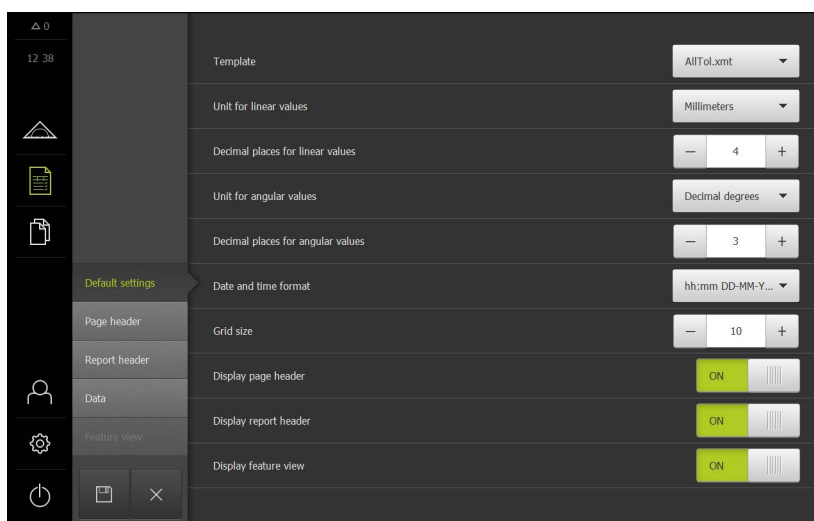 0
12 38
Template
AllTol.xmt
Unit for linear values
Millimeters
Decimal places for linear values
— 4 +
Unit for angular values
Decimal degrees
Decimal places for angular values
— 3 +
Default settings
Date and time format
hh:mm DD-MM-Y...
Page header
Grid size
— 10 +
Report header
Display page header
ON
Data
Display report header
ON
Feature view
Display feature view
ON